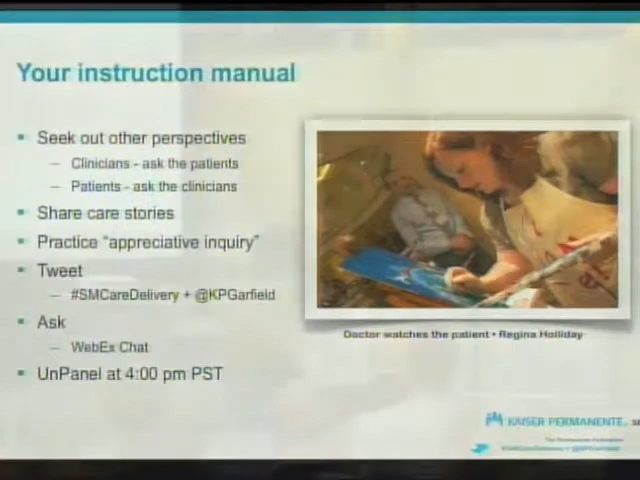 Your instruction manual
Seek out other perspectives
– Clinicians - ask the patients
– Patients - ask the clinicians
Share care stories
Practice “appreciative inquiry”
Tweet
– #SMCareDelivery + @KPGarfield
Ask
– WebEx Chat
UnPanel at 4:00 pm PST
Doctor watches the patient • Regina Holliday
KAISER PERMANENTE.